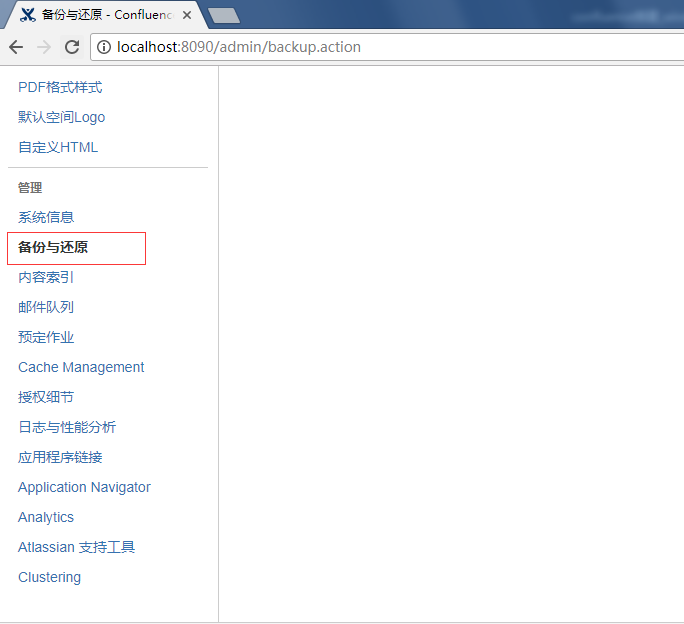 备份与还原 - Confluenc
localhost:8090/admin/backup.action
PDF格式样式
默认空间Logo
自定义HTML
管理
系统信息
备份与还原
内容索引
邮件队列
预定作业
Cache Management
授权细节
日志与性能分析
应用程序链接
Application Navigator
Analytics
Atlassian 支持工具
Clustering